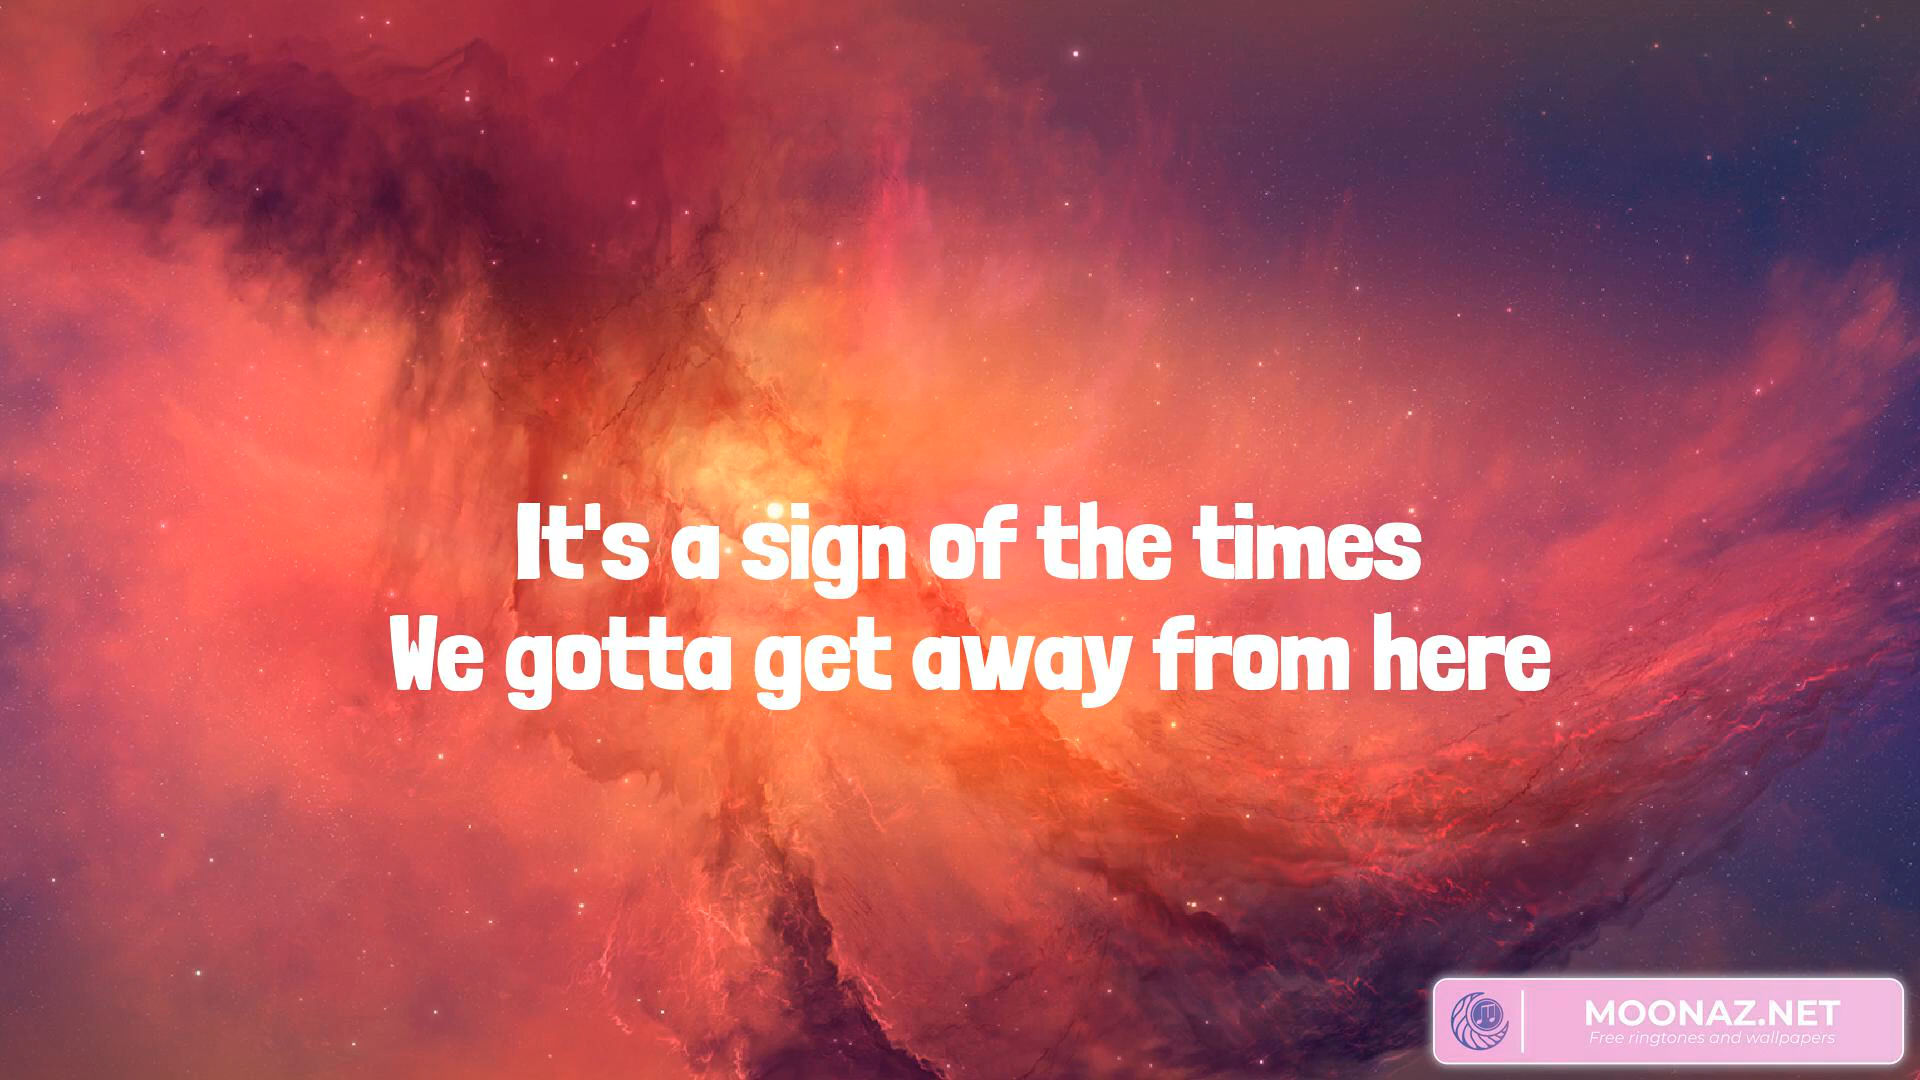 It's a sign of the times
We gotta get away from here
MOONAZ.NET
Free ringtones and wallpapers